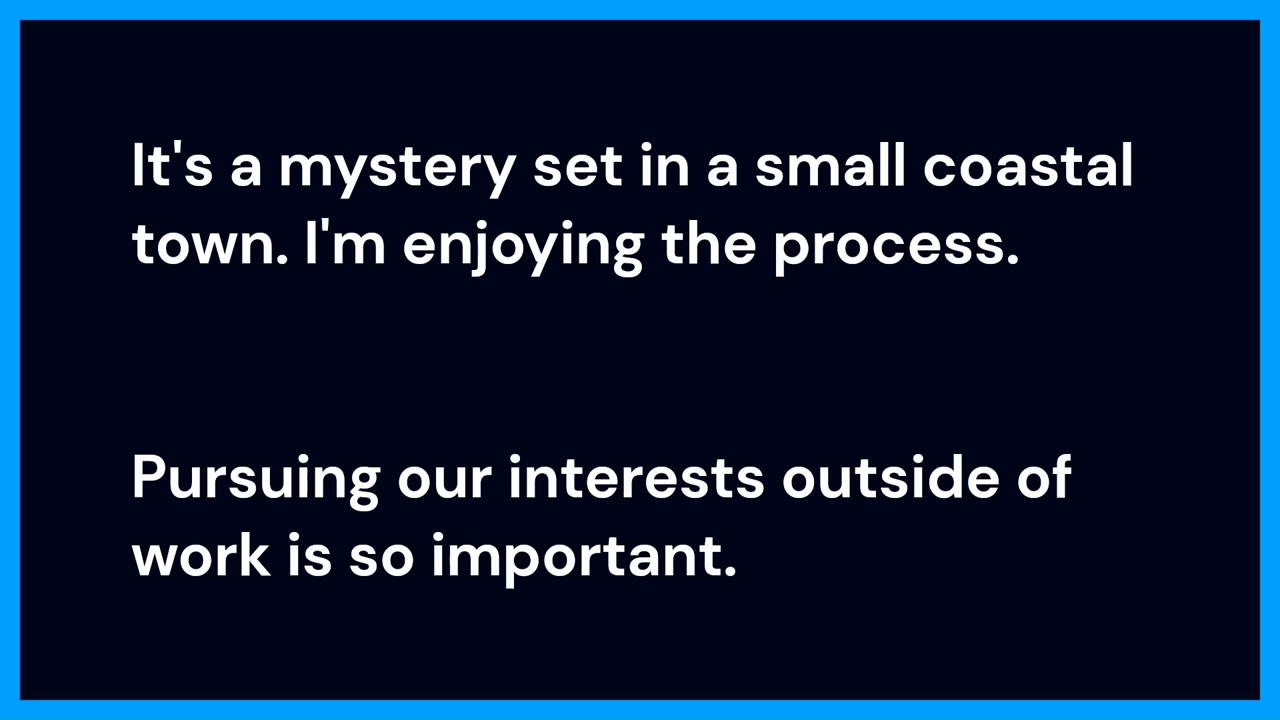 It's a mystery set in a small coastal
town. I'm enjoying the process.
Pursuing our interests outside of
work is so important.